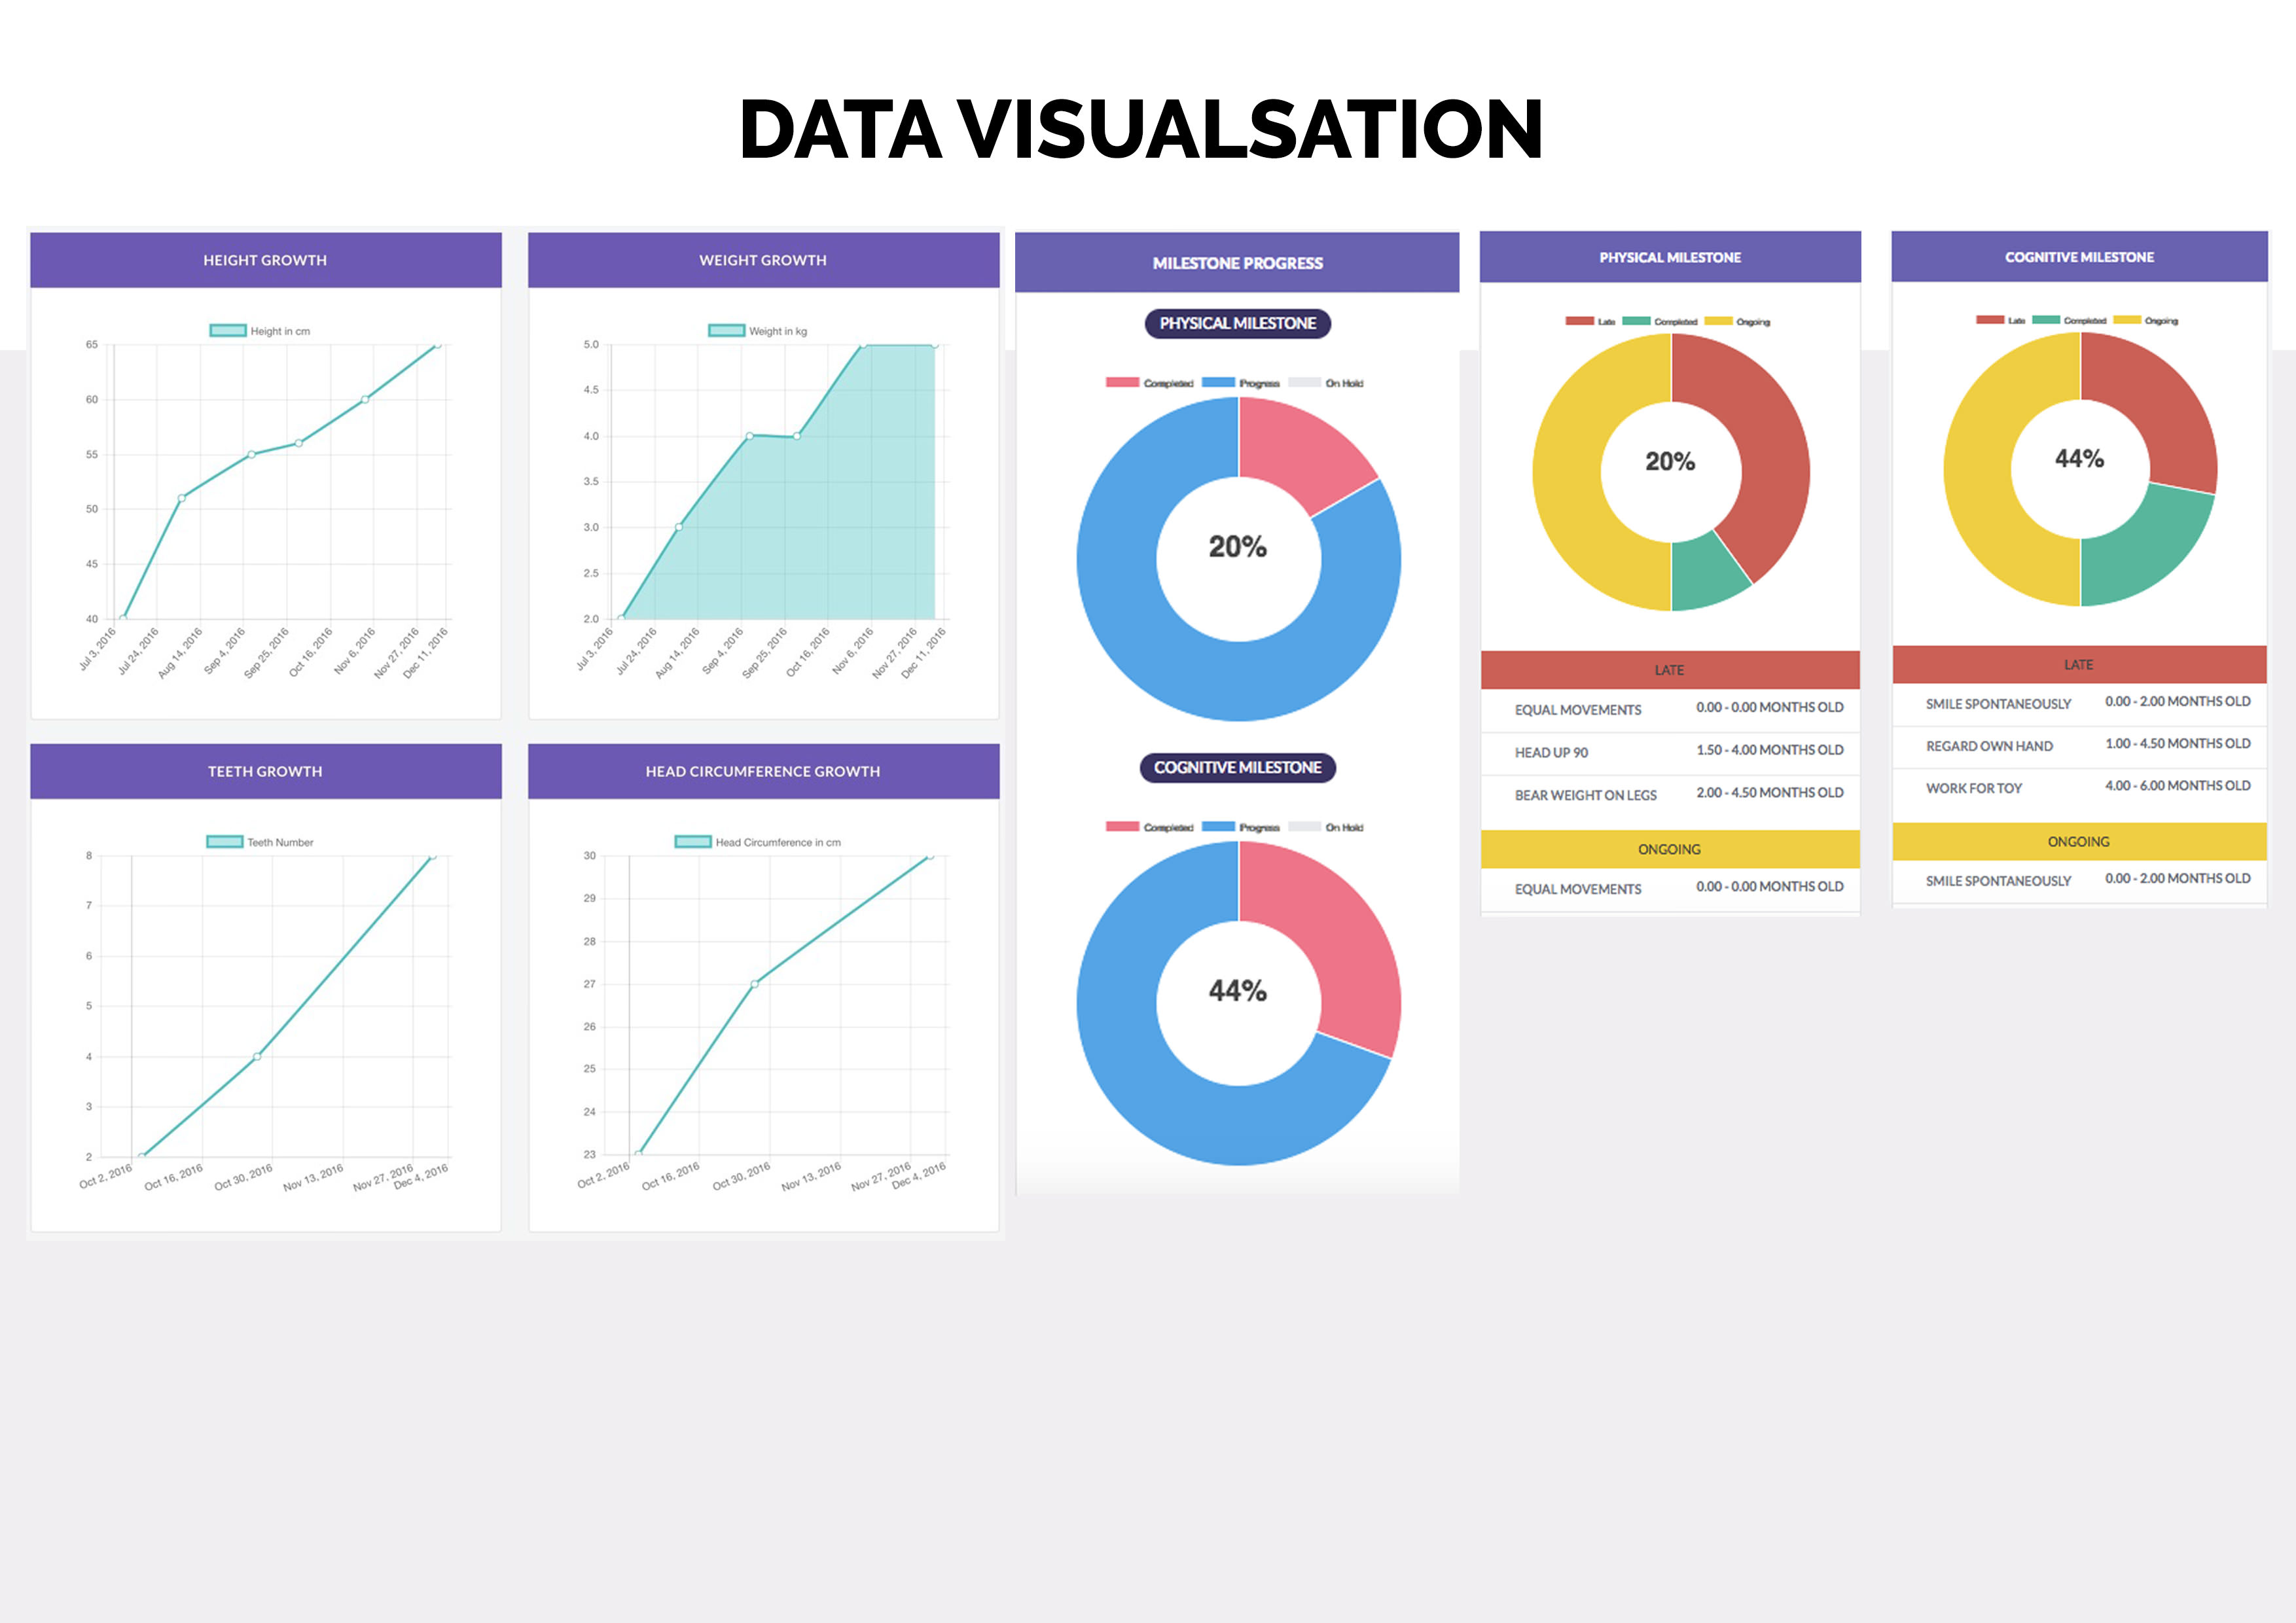 DATA VISUALSATION
HEIGHT GROWTH
Height in cm
65
60
55
50
45
40
Jul 3, 2016
Jul 24, 2016
Aug 14, 2016
Sep 4, 2016
Sep 25, 2016
Oct 16, 2016
Nov 6, 2016
Nov 27, 2016
Dec 11, 2016
WEIGHT GROWTH
Weight in kg
5.0
4.5
4.0
3.5
3.0
2.5
2.0
Jul 3, 2016
Jul 24, 2016
Aug 14, 2016
Sep 4, 2016
Sep 25, 2016
Oct 16, 2016
Nov 6, 2016
Nov 27, 2016
Dec 11, 2016
TEETH GROWTH
Teeth Number
8
7
6
5
4
3
2
Oct 2, 2016
Oct 16, 2016
Oct 30, 2016
Nov 13, 2016
Nov 27, 2016
Dec 4, 2016
HEAD CIRCUMFERENCE GROWTH
Head Circumference in cm
30
29
28
27
26
25
24
23
Oct 2, 2016
Oct 16, 2016
Oct 30, 2016
Nov 13, 2016
Nov 27, 2016
Dec 4, 2016
MILESTONE PROGRESS
PHYSICAL MILESTONE
Completed Progress On Hold
20%
COGNITIVE MILESTONE
Completed Progress On Hold
44%
PHYSICAL MILESTONE
Late Completed Ongoing
20%
LATE
EQUAL MOVEMENTS 0.00 - 0.00 MONTHS OLD
HEAD UP 90 1.50 - 4.00 MONTHS OLD
BEAR WEIGHT ON LEGS 2.00 - 4.50 MONTHS OLD
ONGOING
EQUAL MOVEMENTS 0.00 - 0.00 MONTHS OLD
COGNITIVE MILESTONE
Late Completed Ongoing
44%
LATE
SMILE SPONTANEOUSLY 0.00 - 2.00 MONTHS OLD
REGARD OWN HAND 1.00 - 4.50 MONTHS OLD
WORK FOR TOY 4.00 - 6.00 MONTHS OLD
ONGOING
SMILE SPONTANEOUSLY 0.00 - 2.00 MONTHS OLD